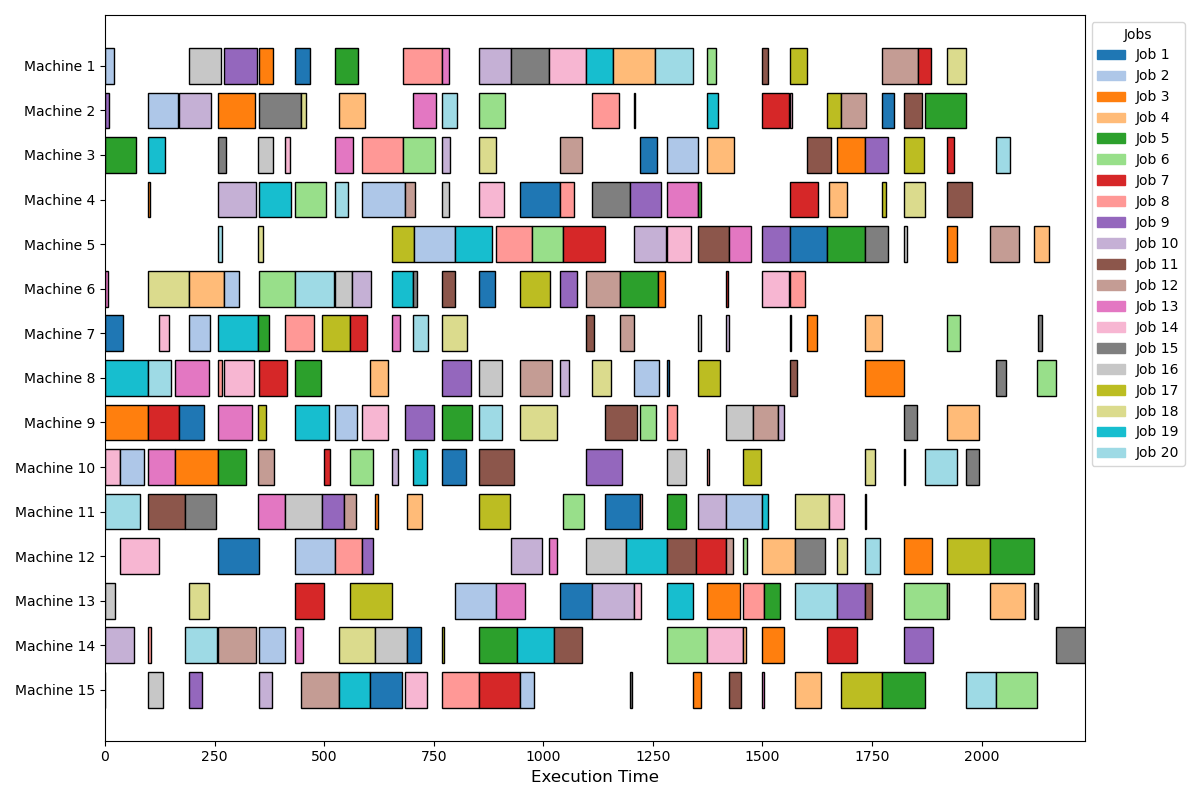 Machine 1
Machine 2
Machine 3
Machine 4
Machine 5
Machine 6
Machine 7
Machine 8
Machine 9
Machine 10
Machine 11
Machine 12
Machine 13
Machine 14
Machine 15
0
250
500
750
1000
1250
1500
1750
2000
Execution Time
Jobs
Job 1
Job 2
Job 3
Job 4
Job 5
Job 6
Job 7
Job 8
Job 9
Job 10
Job 11
Job 12
Job 13
Job 14
Job 15
Job 16
Job 17
Job 18
Job 19
Job 20